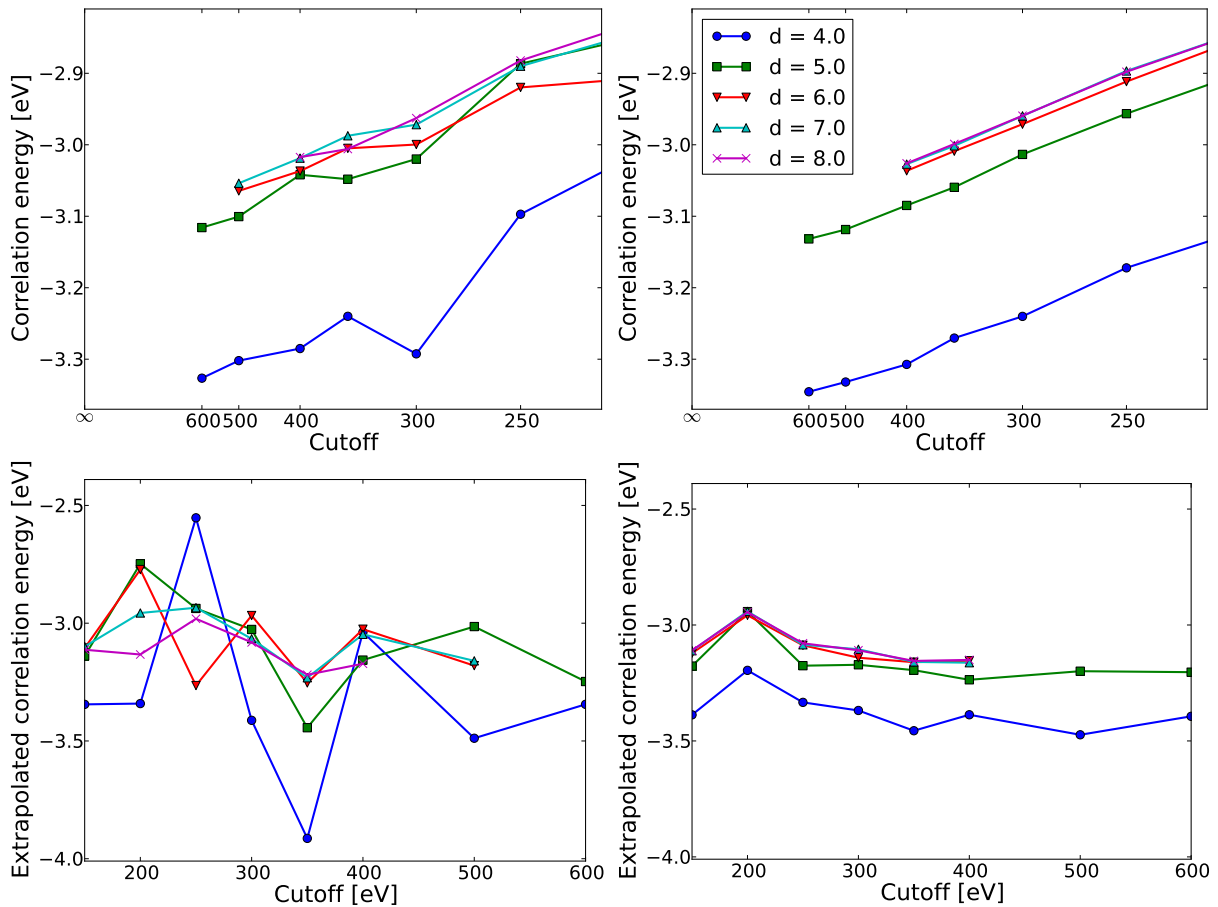 Correlation energy [eV]
−2.9
−3.0
−3.1
−3.2
−3.3
∞ 600 500 400 300 250
Cutoff
Correlation energy [eV]
−2.9
−3.0
−3.1
−3.2
−3.3
∞ 600 500 400 300 250
Cutoff
d = 4.0
d = 5.0
d = 6.0
d = 7.0
d = 8.0
Extrapolated correlation energy [eV]
−2.5
−3.0
−3.5
−4.0
200 300 400 500 600
Cutoff [eV]
Extrapolated correlation energy [eV]
−2.5
−3.0
−3.5
−4.0
200 300 400 500 600
Cutoff [eV]